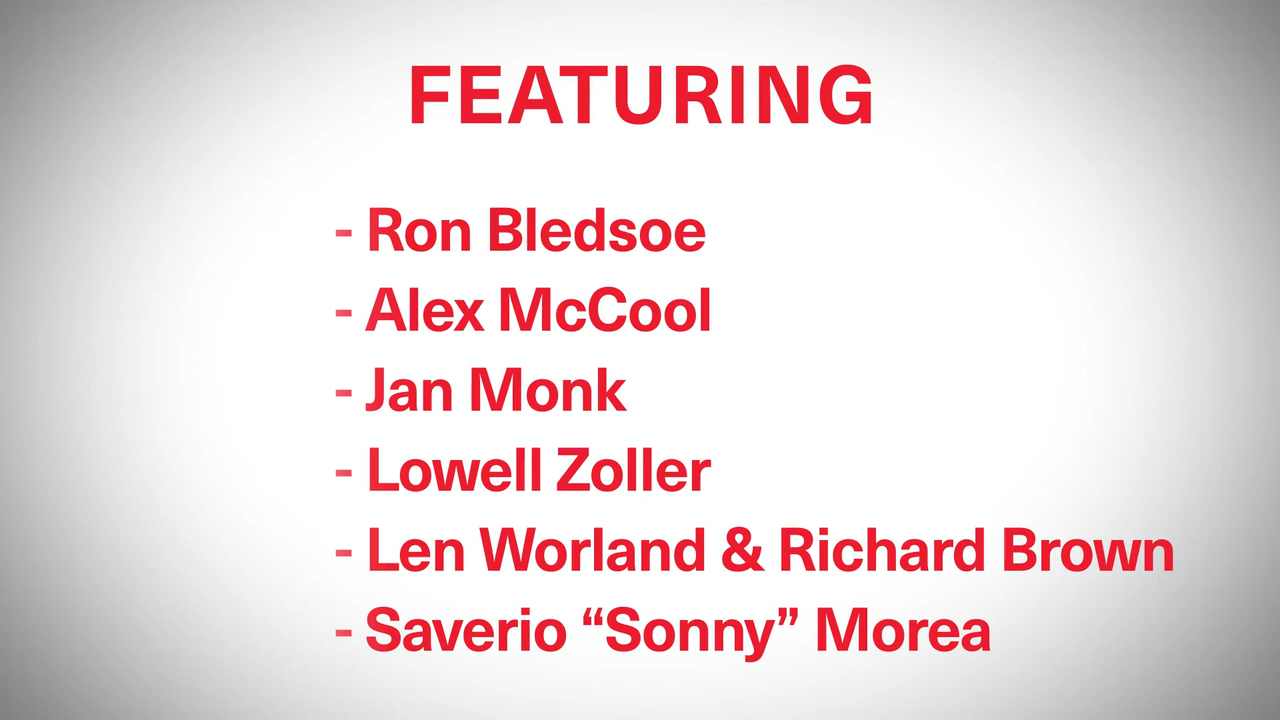 FEATURING
- Ron Bledsoe
- Alex McCool
- Jan Monk
- Lowell Zoller
- Len Worland & Richard Brown
- Saverio “Sonny” Morea